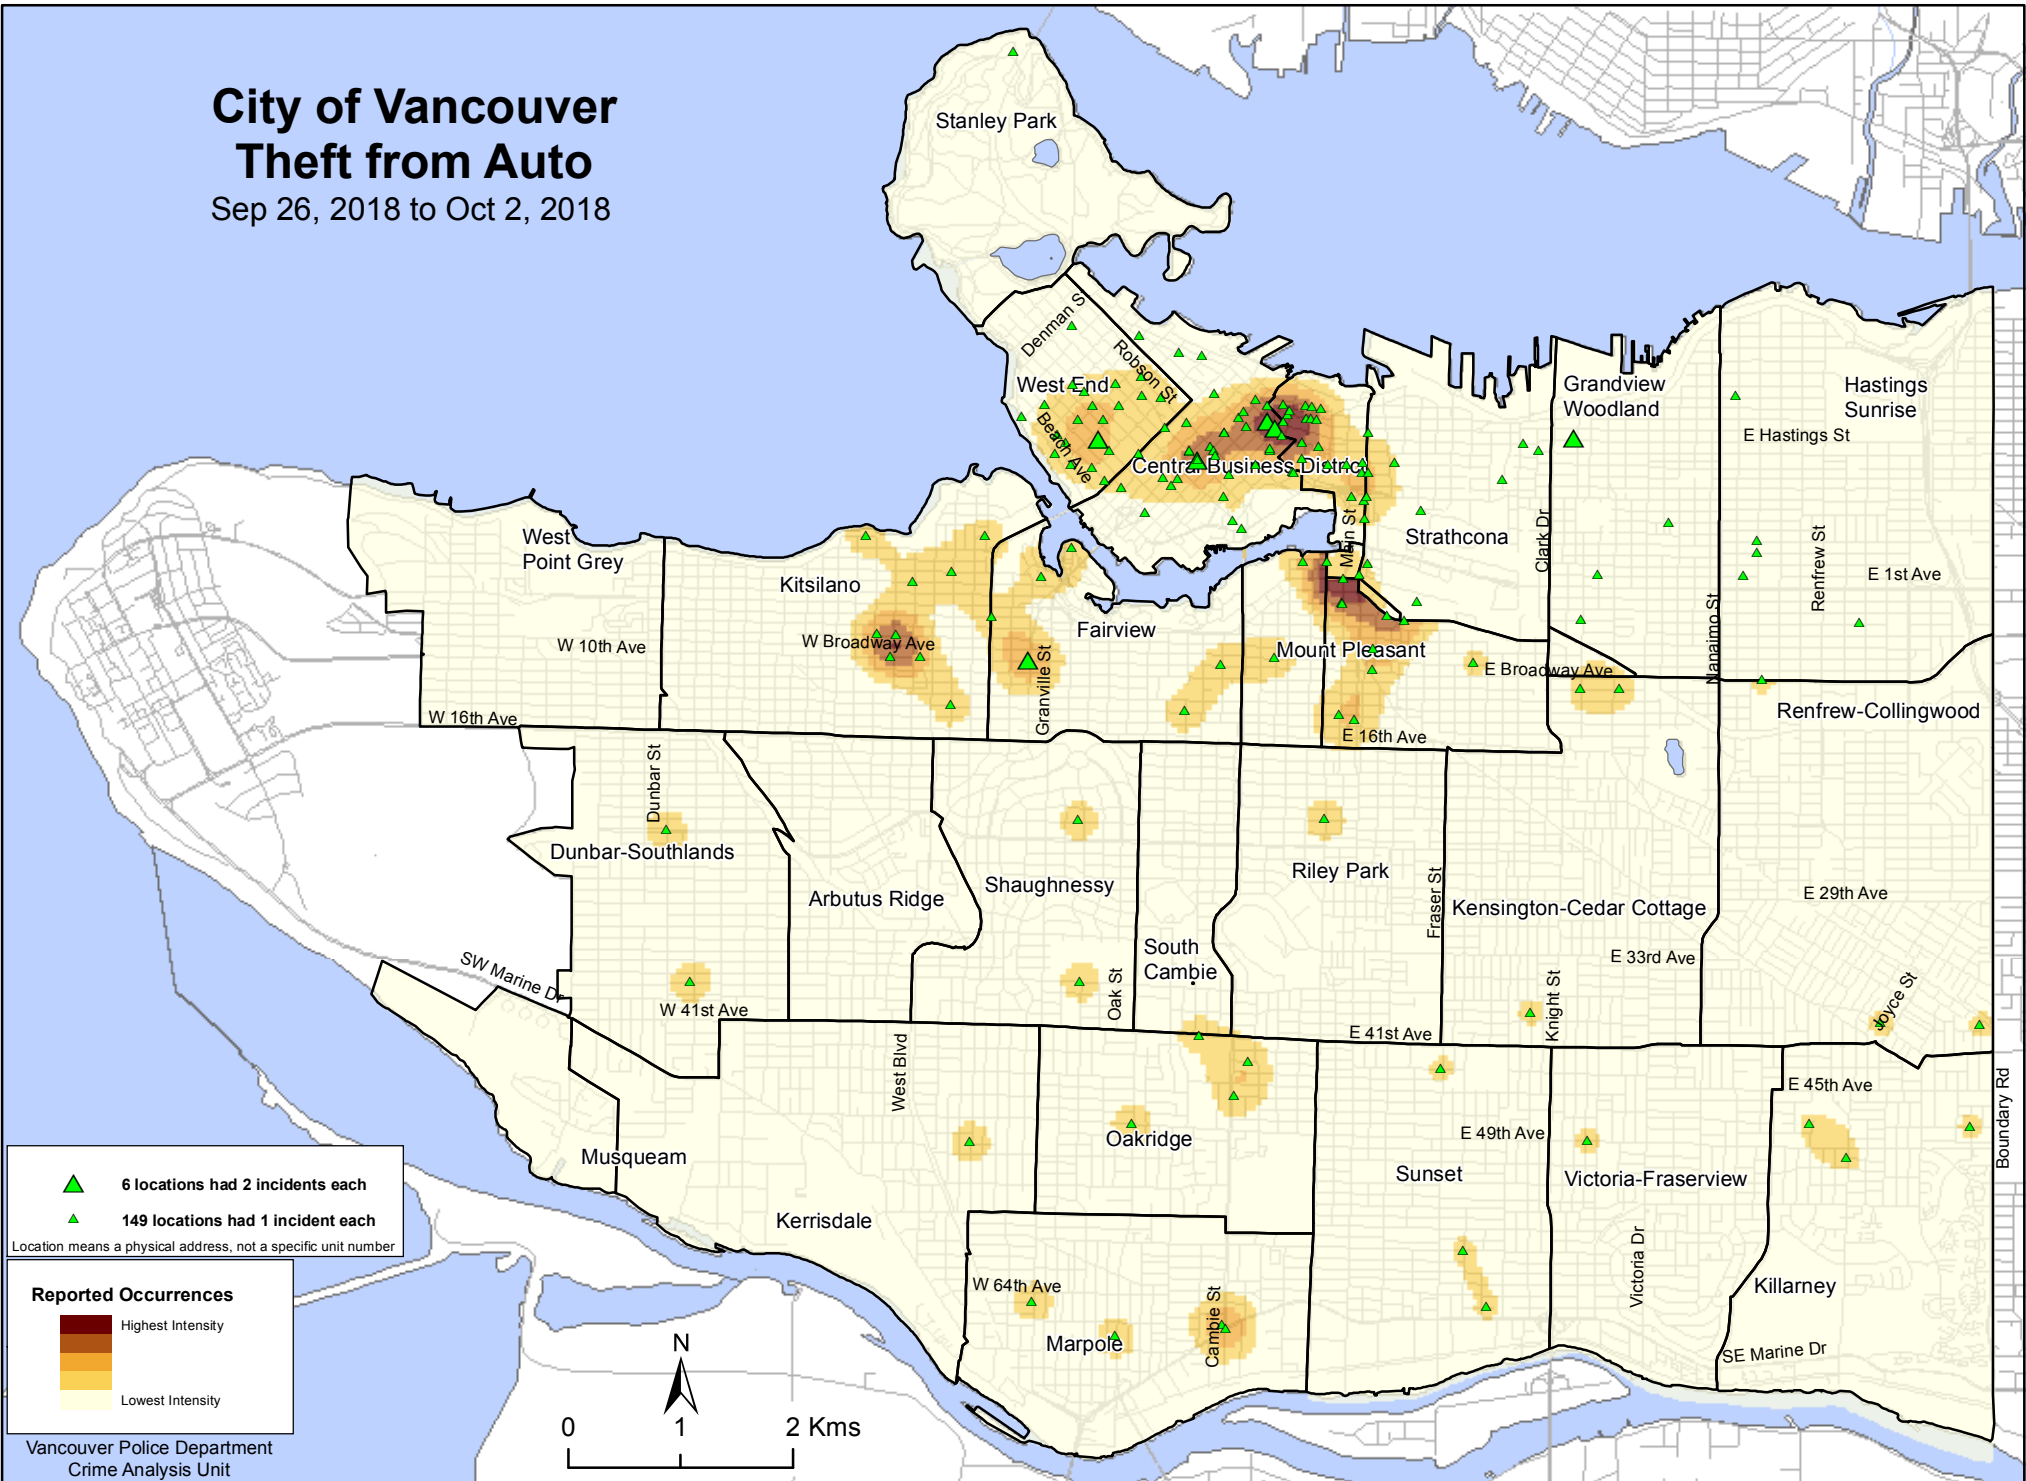 City of Vancouver
Theft from Auto
Sep 26, 2018 to Oct 2, 2018
Stanley Park
Denman S
Robson St
West End
Beach Ave
Central Business District
Grandview
Woodland
Hastings
Sunrise
E Hastings St
West
Point Grey
Kitsilano
Main St
Strathcona
Clark Dr
Renfrew St
E 1st Ave
Nanaimo St
W 10th Ave
W Broadway Ave
Fairview
Granville St
Mount Pleasant
E Broadway Ave
W 16th Ave
E 16th Ave
Renfrew-Collingwood
Dunbar St
Dunbar-Southlands
Arbutus Ridge
Shaughnessy
Riley Park
Fraser St
Kensington-Cedar Cottage
E 29th Ave
South
Cambie
E 33rd Ave
SW Marine Dr
W 41st Ave
Oak St
Knight St
Joyce St
E 41st Ave
West Blvd
E 45th Ave
Boundary Rd
Musqueam
Oakridge
E 49th Ave
Sunset
Victoria-Fraserview
Kerrisdale
Victoria Dr
Killarney
W 64th Ave
Cambie St
Marpole
SE Marine Dr
6 locations had 2 incidents each
149 locations had 1 incident each
Location means a physical address, not a specific unit number
Reported Occurrences
Highest Intensity
Lowest Intensity
Vancouver Police Department
Crime Analysis Unit
N
0 1 2 Kms